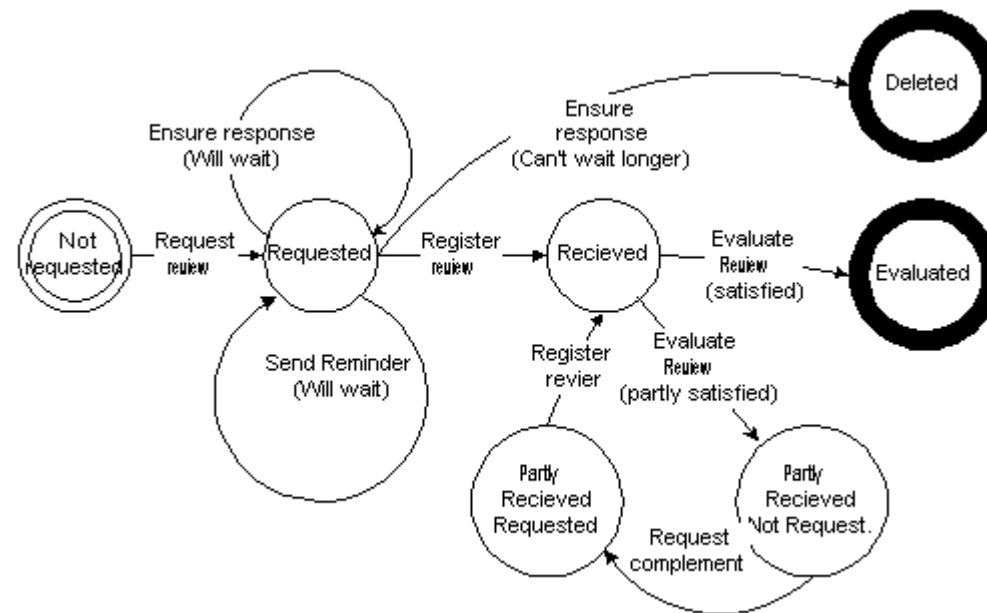 Deleted
Ensure response
(Will wait)
Ensure
response
(Can't wait longer)
Not
requested
Request
review
Requested
Register
review
Recieved
Evaluate
Review
(satisfied)
Evaluated
Send Reminder
(Will wait)
Register
revier
Evaluate
Review
(partly satisfied)
Partly
Recieved
Requested
Partly
Recieved
Not Request.
Request
complement